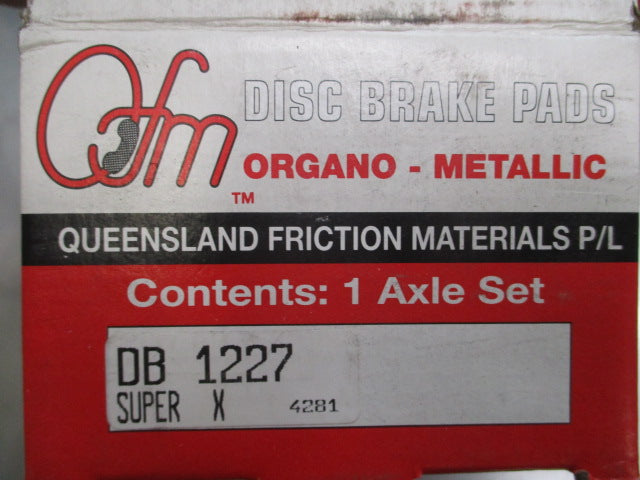 Qfm
TM
DISC BRAKE PADS
ORGANO - METALLIC
QUEENSLAND FRICTION MATERIALS P/L
Contents: 1 Axle Set
DB 1227
SUPER X 4281